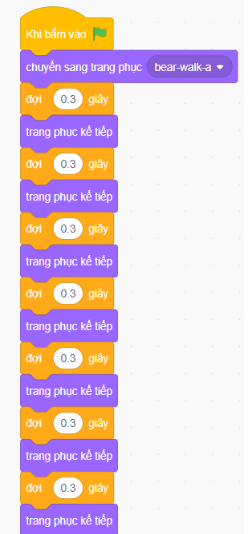 Khi bấm vào
chuyển sang trang phục bear-walk-a
đợi 0.3 giây
trang phục kế tiếp
đợi 0.3 giây
trang phục kế tiếp
đợi 0.3 giây
trang phục kế tiếp
đợi 0.3 giây
trang phục kế tiếp
đợi 0.3 giây
trang phục kế tiếp
đợi 0.3 giây
trang phục kế tiếp
đợi 0.3 giây
trang phục kế tiếp